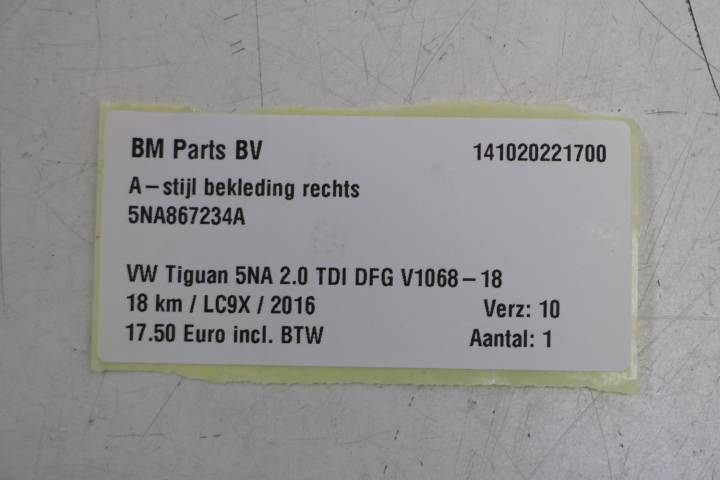 BM Parts BV 141020221700
A-stijl bekleding rechts
5NA867234A
VW Tiguan 5NA 2.0 TDI DFG V1068-18
18 km / LC9X / 2016 Verz: 10
17.50 Euro incl. BTW Aantal: 1